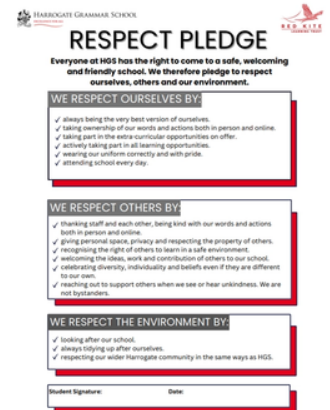 HARROGATE GRAMMAR SCHOOL
RED KITE
LEARNING TRUST
RESPECT PLEDGE
Everyone at HGS has the right to come to a safe, welcoming
and friendly school. We therefore pledge to respect
ourselves, others and our environment.
WE RESPECT OURSELVES BY:
✓ always being the very best version of ourselves.
✓ taking ownership of our words and actions both in person and online.
✓ taking part in the extra-curricular opportunities on offer.
✓ actively taking part in all learning opportunities.
✓ wearing our uniform correctly and with pride.
✓ attending school every day.
WE RESPECT OTHERS BY:
✓ thanking staff and each other, being kind with our words and actions
both in person and online.
✓ giving personal space, privacy and respecting the property of others.
✓ recognising the right of others to learn in a safe environment.
✓ welcoming the ideas, work and contribution of others to our school.
✓ celebrating diversity, individuality and beliefs even if they are different
to our own.
✓ reaching out to support others when we see or hear unkindness. We are
not bystanders.
WE RESPECT THE ENVIRONMENT BY:
✓ looking after our school.
✓ always tidying up after ourselves.
✓ respecting our wider Harrogate community in the same ways as HGS.
Student Signature: Date: